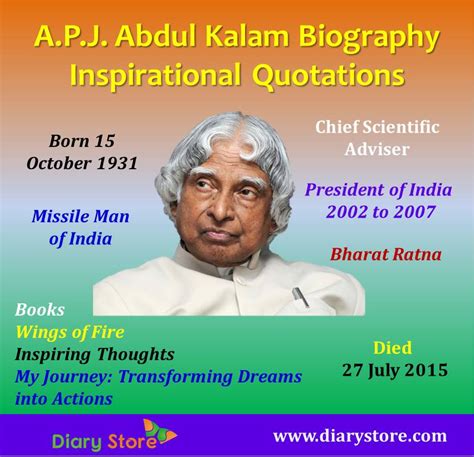 A.P.J. Abdul Kalam Biography
Inspirational Quotations
Born 15
October 1931
Missile Man
of India
Chief Scientific
Adviser
President of India
2002 to 2007
Bharat Ratna
Books
Wings of Fire
Inspiring Thoughts
My Journey: Transforming Dreams
into Actions
Died
27 July 2015
Diary Store
www.diarystore.com